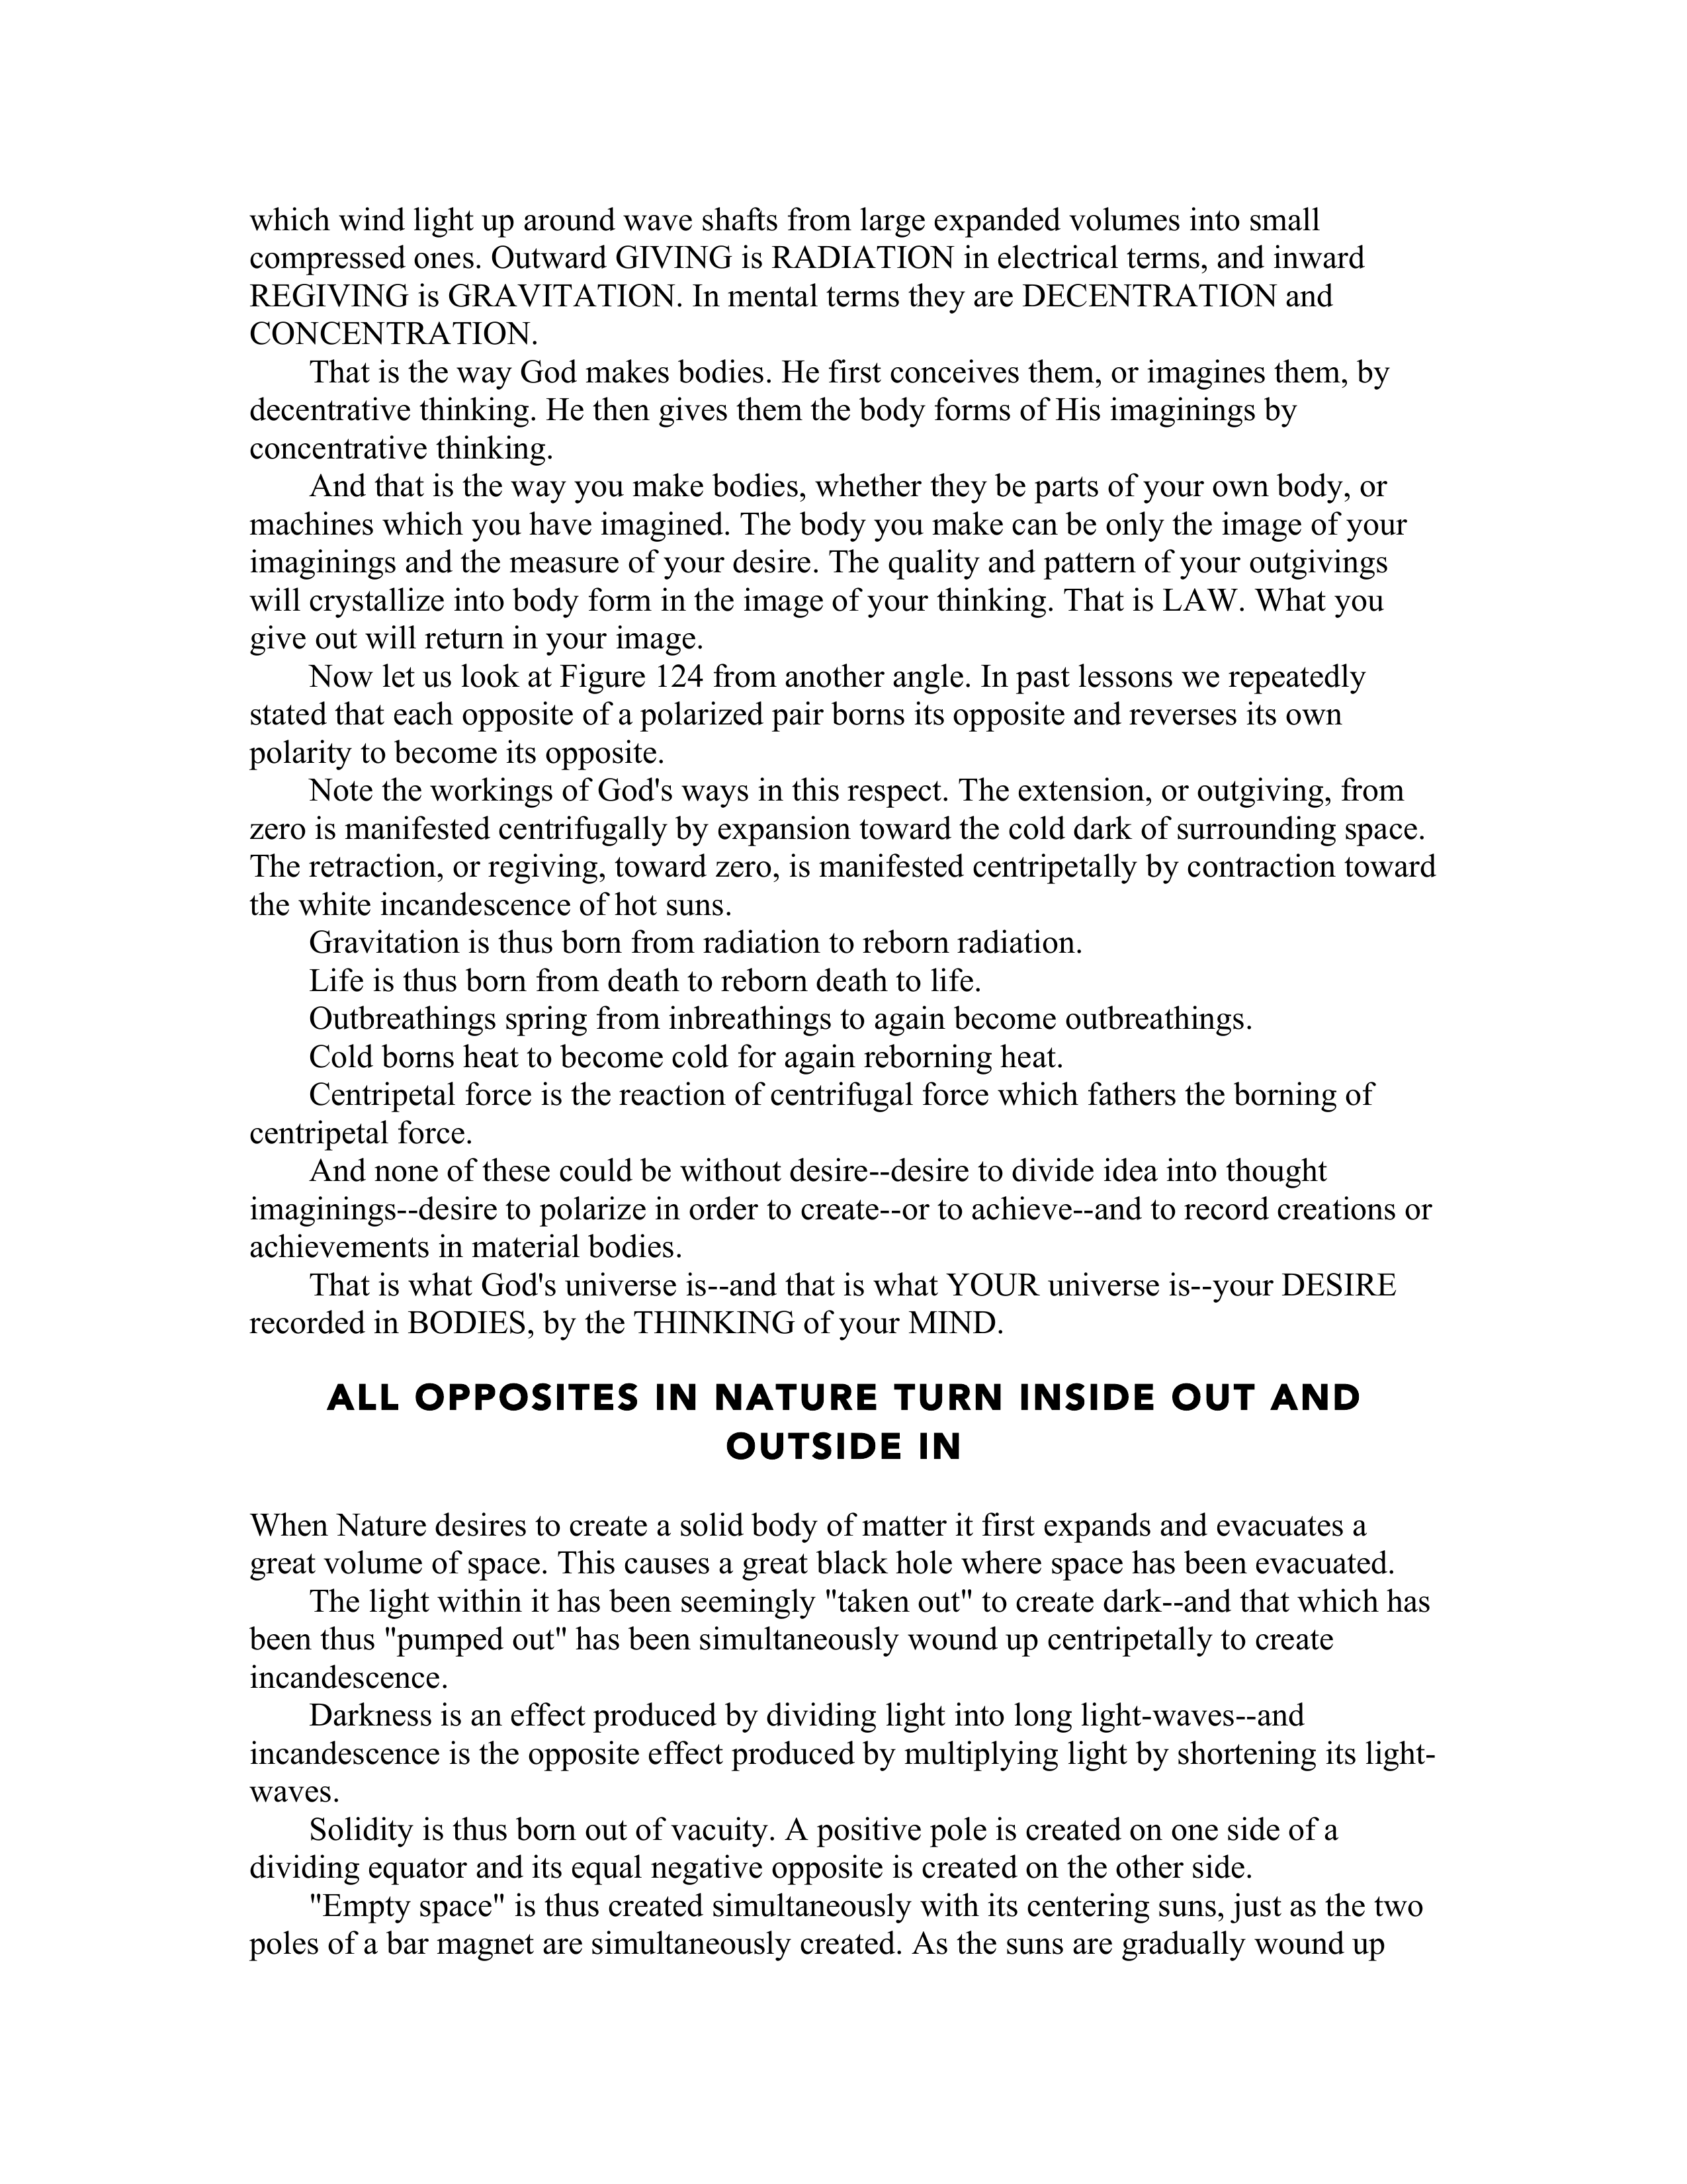 which wind light up around wave shafts from large expanded volumes into small
compressed ones. Outward GIVING is RADIATION in electrical terms, and inward
REGIVING is GRAVITATION. In mental terms they are DECENTRATION and
CONCENTRATION.
That is the way God makes bodies. He first conceives them, or imagines them, by
decentrative thinking. He then gives them the body forms of His imaginings by
concentrative thinking.
And that is the way you make bodies, whether they be parts of your own body, or
machines which you have imagined. The body you make can be only the image of your
imaginings and the measure of your desire. The quality and pattern of your outgivings
will crystallize into body form in the image of your thinking. That is LAW. What you
give out will return in your image.
Now let us look at Figure 124 from another angle. In past lessons we repeatedly
stated that each opposite of a polarized pair borns its opposite and reverses its own
polarity to become its opposite.
Note the workings of God's ways in this respect. The extension, or outgiving, from
zero is manifested centrifugally by expansion toward the cold dark of surrounding space.
The retraction, or regiving, toward zero, is manifested centripetally by contraction toward
the white incandescence of hot suns.
Gravitation is thus born from radiation to reborn radiation.
Life is thus born from death to reborn death to life.
Outbreathings spring from inbreathings to again become outbreathings.
Cold borns heat to become cold for again reborning heat.
Centripetal force is the reaction of centrifugal force which fathers the borning of
centripetal force.
And none of these could be without desire--desire to divide idea into thought
imaginings--desire to polarize in order to create--or to achieve--and to record creations or
achievements in material bodies.
That is what God's universe is--and that is what YOUR universe is--your DESIRE
recorded in BODIES, by the THINKING of your MIND.
ALL OPPOSITES IN NATURE TURN INSIDE OUT AND
OUTSIDE IN
When Nature desires to create a solid body of matter it first expands and evacuates a
great volume of space. This causes a great black hole where space has been evacuated.
The light within it has been seemingly "taken out" to create dark--and that which has
been thus "pumped out" has been simultaneously wound up centripetally to create
incandescence.
Darkness is an effect produced by dividing light into long light-waves--and
incandescence is the opposite effect produced by multiplying light by shortening its light-
waves.
Solidity is thus born out of vacuity. A positive pole is created on one side of a
dividing equator and its equal negative opposite is created on the other side.
"Empty space" is thus created simultaneously with its centering suns, just as the two
poles of a bar magnet are simultaneously created. As the suns are gradually wound up